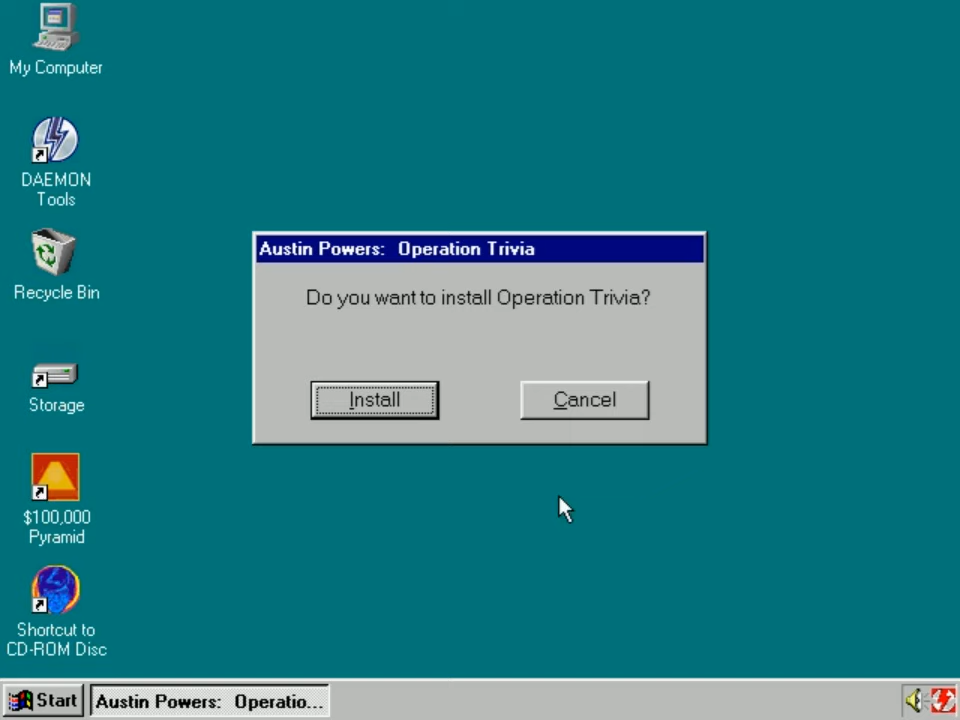 My Computer
DAEMON
Tools
Recycle Bin
Storage
$100,000
Pyramid
Shortcut to
CD-ROM Disc
Austin Powers:  Operation Trivia
Do you want to install Operation Trivia?
Install
Cancel
Start
Austin Powers:  Operatio...